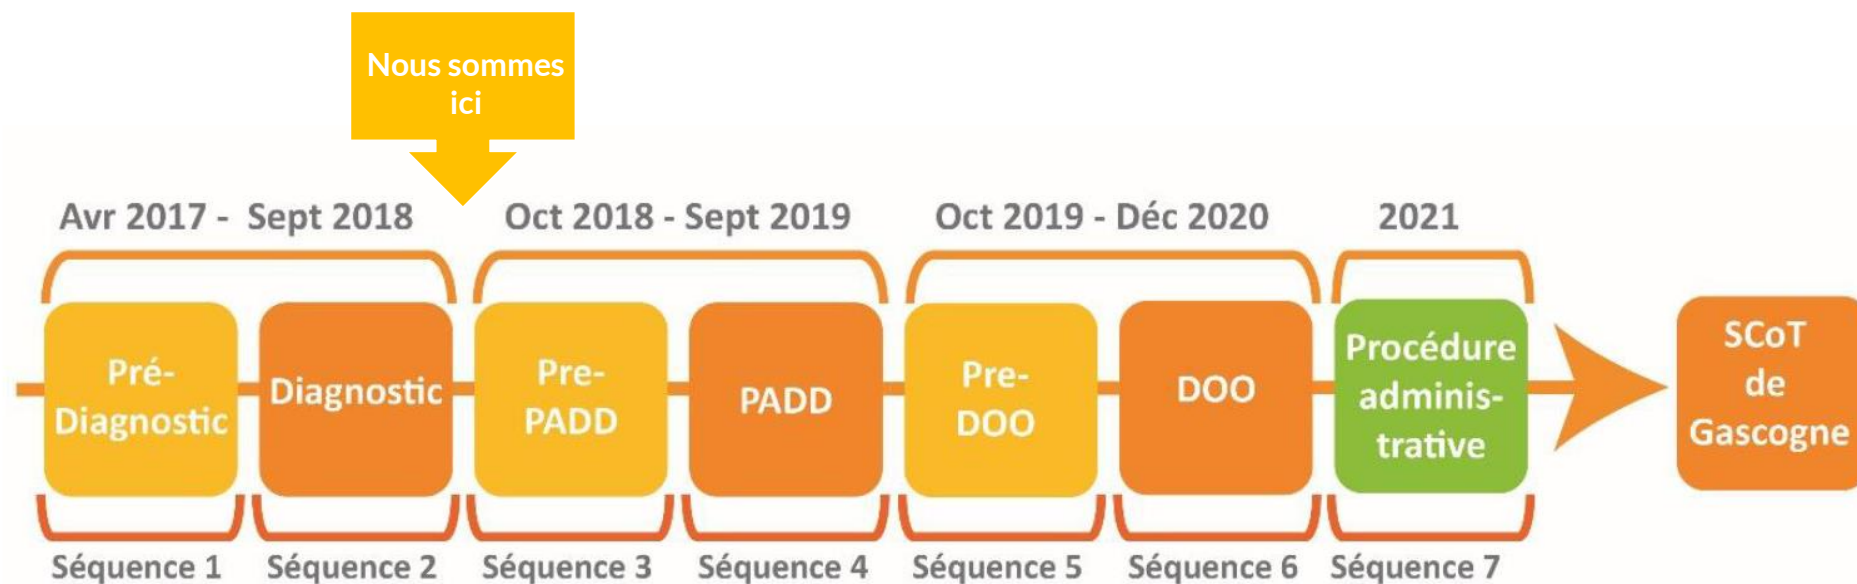 Nous sommes
ici
Avr 2017 - Sept 2018
Oct 2018 - Sept 2019
Oct 2019 - Déc 2020
2021
Pré-
Diagnostic
Diagnostic
Pre-
PADD
PADD
Pre-
DOO
DOO
Procédure
adminis-
trative
SCoT
de
Gascogne
Séquence 1
Séquence 2
Séquence 3
Séquence 4
Séquence 5
Séquence 6
Séquence 7